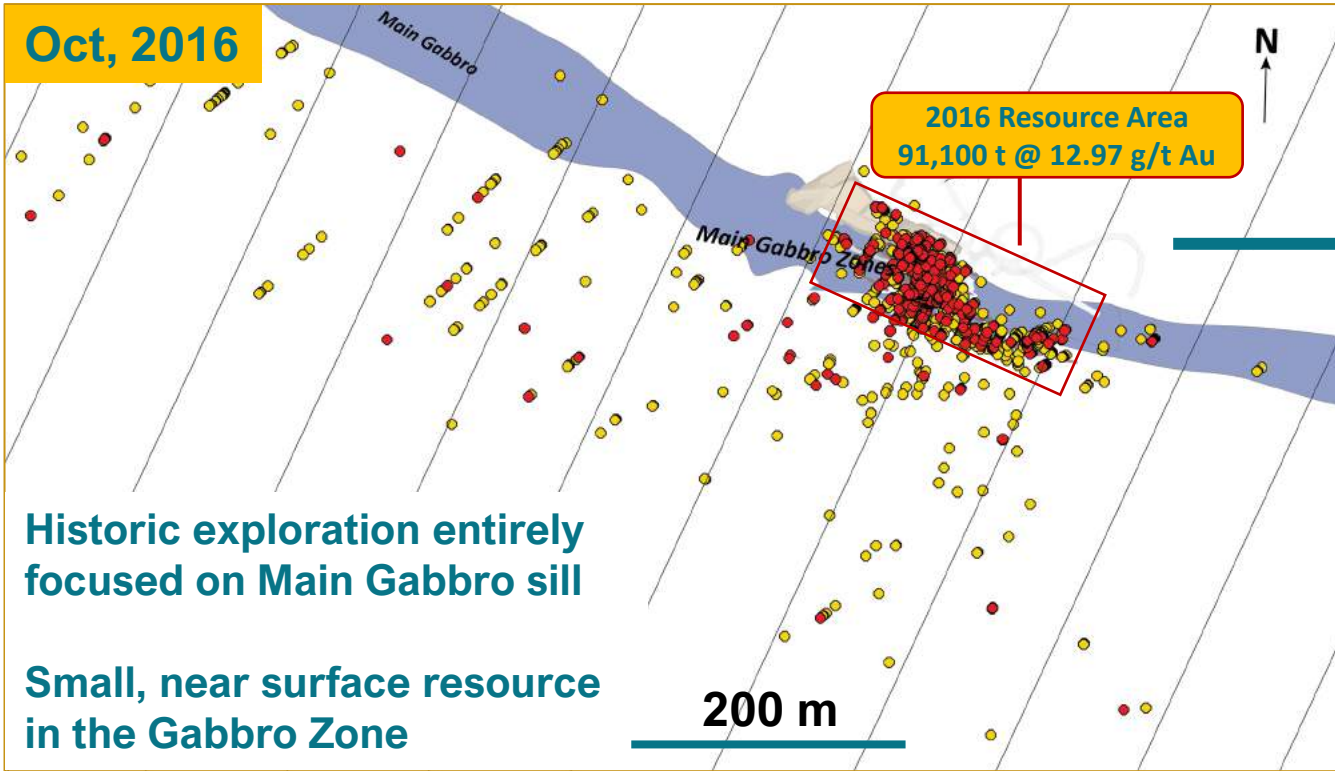 Oct, 2016
Main Gabbro
N
2016 Resource Area
91,100 t @ 12.97 g/t Au
Main Gabbro Zones
Historic exploration entirely
focused on Main Gabbro sill
Small, near surface resource
in the Gabbro Zone
200 m